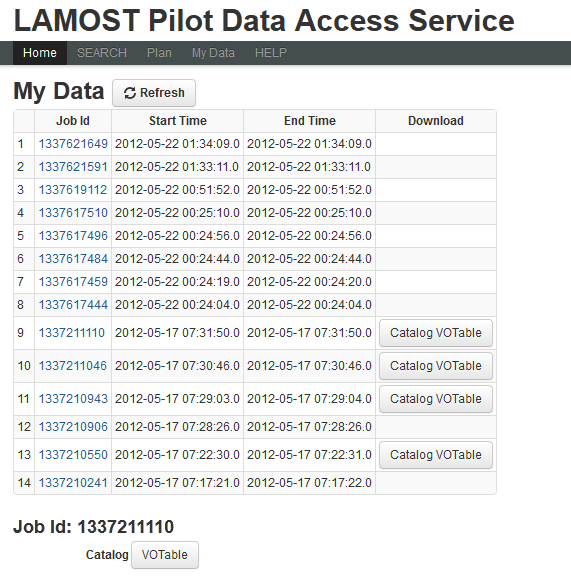 LAMOST Pilot Data Access Service
Home SEARCH Plan My Data HELP
My Data Refresh
Job Id Start Time End Time Download
1 1337621649 2012-05-22 01:34:09.0 2012-05-22 01:34:09.0
2 1337621591 2012-05-22 01:33:11.0 2012-05-22 01:33:11.0
3 1337619112 2012-05-22 00:51:52.0 2012-05-22 00:51:52.0
4 1337617510 2012-05-22 00:25:10.0 2012-05-22 00:25:10.0
5 1337617496 2012-05-22 00:24:56.0 2012-05-22 00:24:56.0
6 1337617484 2012-05-22 00:24:44.0 2012-05-22 00:24:44.0
7 1337617459 2012-05-22 00:24:19.0 2012-05-22 00:24:20.0
8 1337617444 2012-05-22 00:24:04.0 2012-05-22 00:24:04.0
9 1337211110 2012-05-17 07:31:50.0 2012-05-17 07:31:50.0 Catalog VOTable
10 1337211046 2012-05-17 07:30:46.0 2012-05-17 07:30:46.0 Catalog VOTable
11 1337210943 2012-05-17 07:29:03.0 2012-05-17 07:29:04.0 Catalog VOTable
12 1337210906 2012-05-17 07:28:26.0 2012-05-17 07:28:26.0
13 1337210550 2012-05-17 07:22:30.0 2012-05-17 07:22:31.0 Catalog VOTable
14 1337210241 2012-05-17 07:17:21.0 2012-05-17 07:17:22.0
Job Id: 1337211110
Catalog VOTable